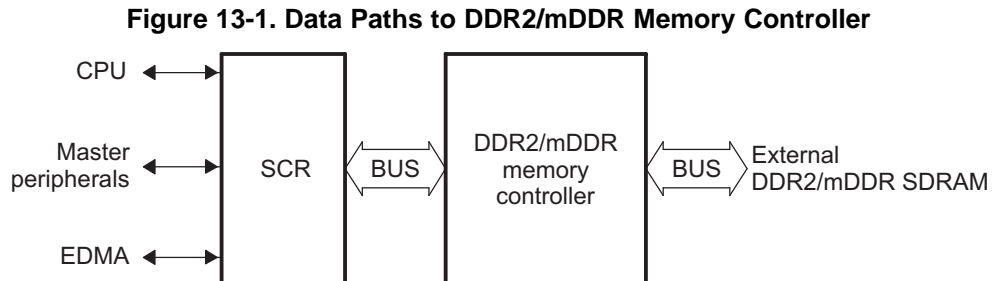 Figure 13-1. Data Paths to DDR2/mDDR Memory Controller
CPU
Master
peripherals
EDMA
SCR
BUS
DDR2/mDDR
memory
controller
BUS
External
DDR2/mDDR SDRAM